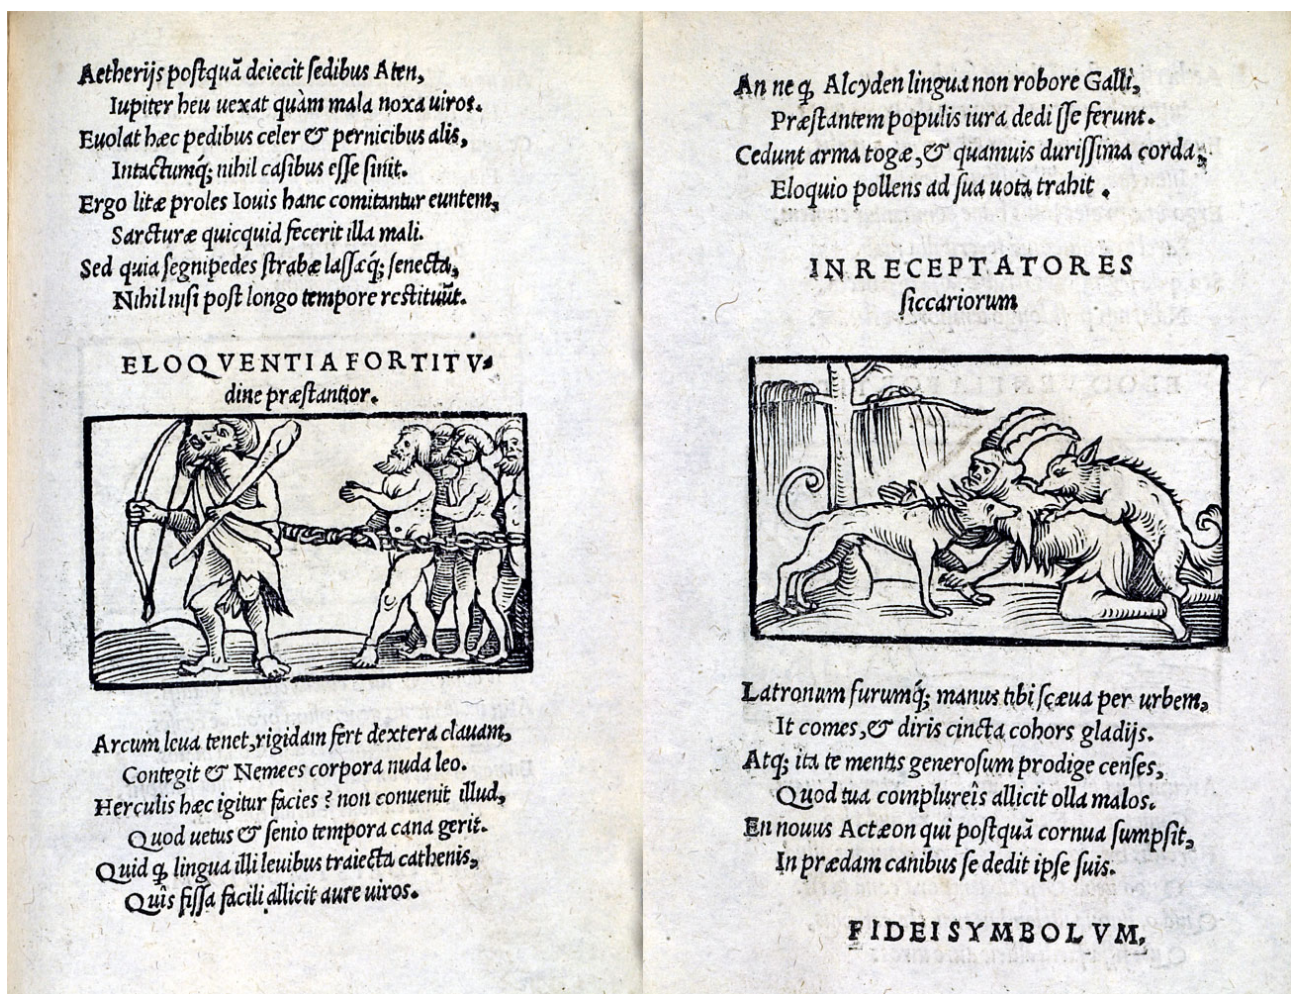 Aetherijs postquã deiecit sedibus Aten,
Iupiter heu uexat quàm mala noxa uiros.
Euolat hæc pedibus celer & pernicibus alis,
Intactumq́; nihil casibus esse sinit.
Ergo litæ proles Iouis hanc comitantur euntem,
Sarcturæ quicquid fecerit illa mali.
Sed quia segnipedes strabæ lassæq́; senecta,
Nihil nisi post longo tempore restituũt.
ELOQVENTIA FORTITV-
dine præstantior.
Arcum leua tenet, rigidam fert dextera clauam,
Contegit & Nemees corpora nuda leo.
Herculis hæc igitur facies? non conuenit illud,
Quod uetus & senio tempora cana gerit.
Quid q, lingua illi leuibus traiecta cathenis,
Quîs fissa facili allicit aure uiros.
An ne q, Alcyden lingua non robore Galli,
Præstantem populis iura dedisse ferunt.
Cedunt arma togæ, & quamuis durissima corda,
Eloquio pollens ad sua uota trahit.
IN RECEPTATORES
siccariorum
Latronum furumq́; manus tibi scæua per urbem,
It comes, & diris cincta cohors gladijs.
Atq; ita te mentis generosum prodige censes,
Quod tua complureis allicit olla malos.
En nouus Actæon qui postquã cornua sumpsit,
In prædam canibus se dedit ipse suis.
FIDEI SYMBOLVM.